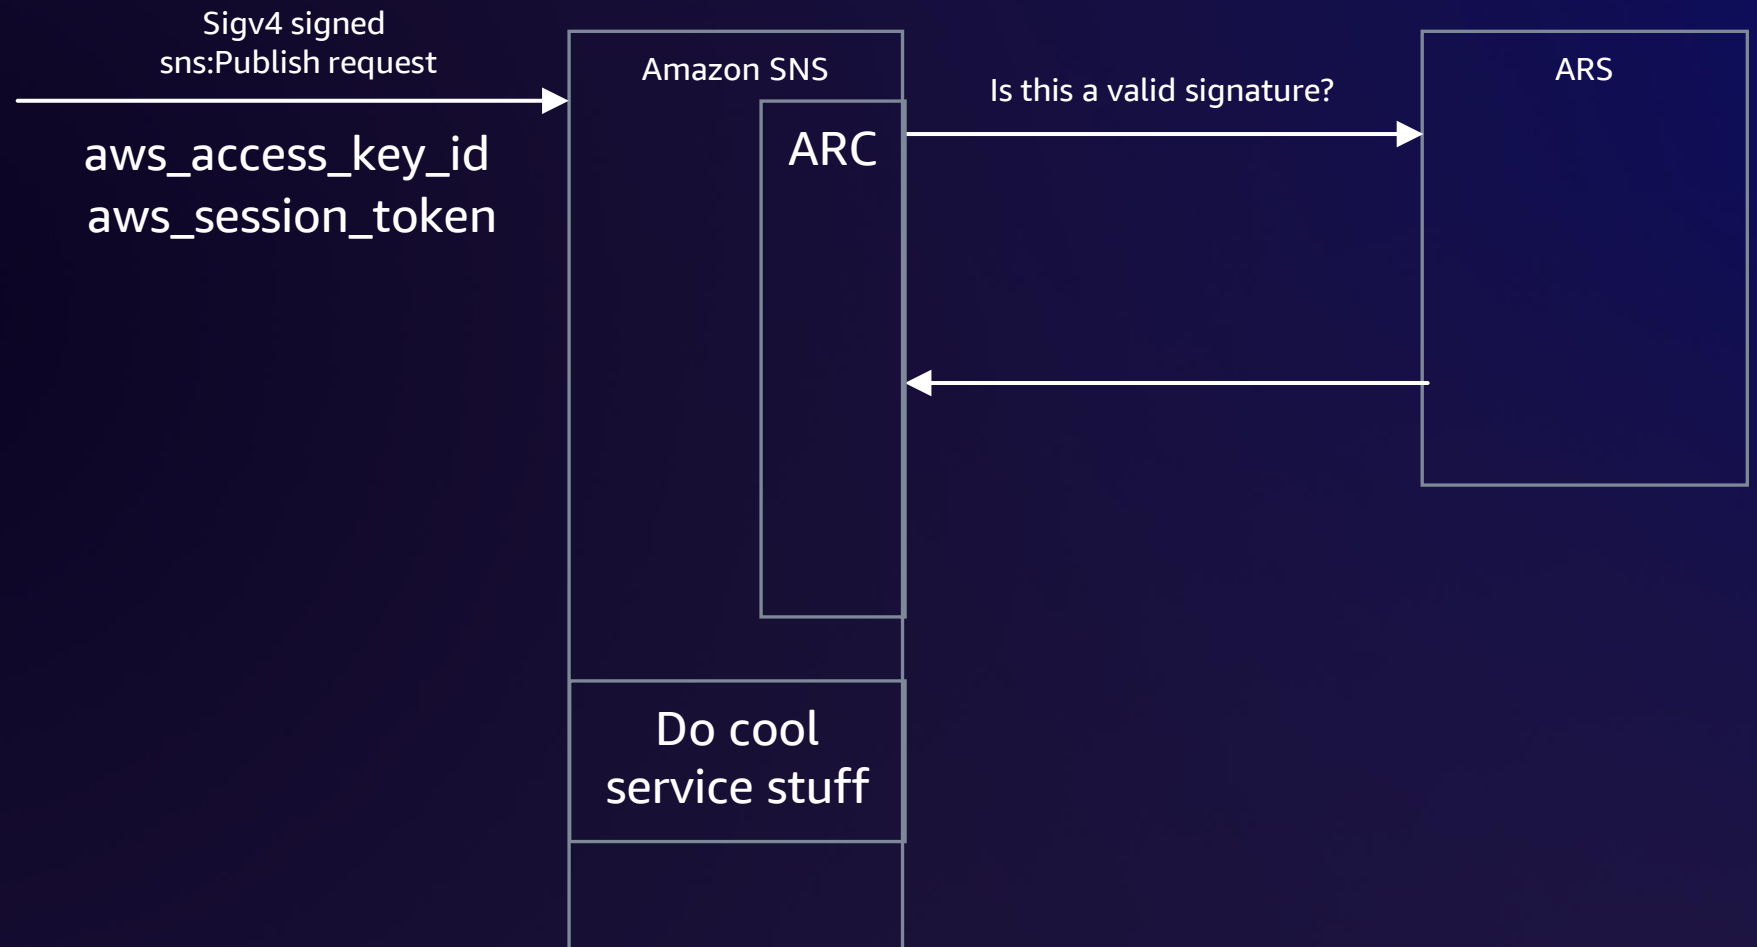 Sigv4 signed
sns:Publish request
aws_access_key_id
aws_session_token
Amazon SNS
ARC
Is this a valid signature?
ARS
Do cool
service stuff